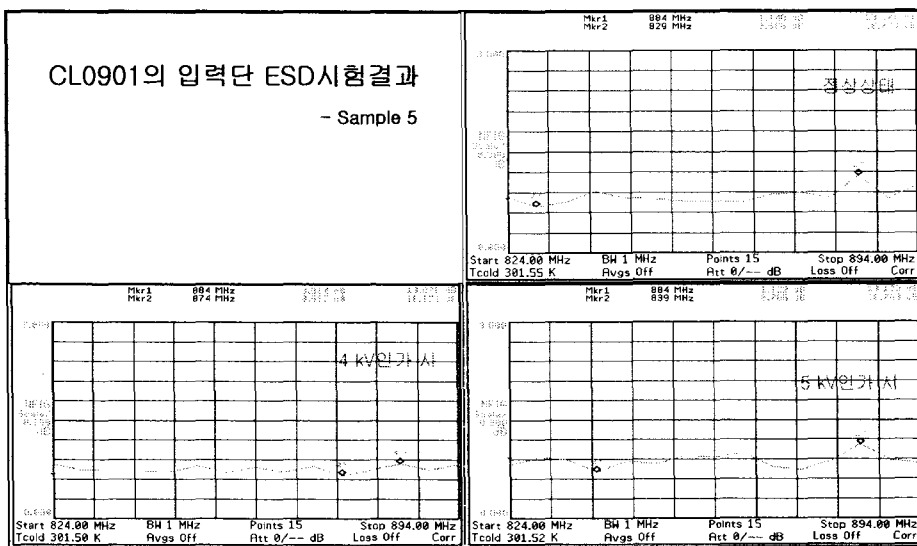 CL0901의 입력단 ESD시험결과
- Sample 5
Mkr1 884 MHz
Mkr2 829 MHz
정상상태
Start 824.00 MHz BW 1 MHz Points 15 Stop 894.00 MHz
Tcold 301.55 K Avgs Off Att 0/-- dB Loss Off Corr
Mkr1 884 MHz
Mkr2 874 MHz
4 kV인가 시
Start 824.00 MHz BW 1 MHz Points 15 Stop 894.00 MHz
Tcold 301.50 K Avgs Off Att 0/-- dB Loss Off Corr
Mkr1 884 MHz
Mkr2 839 MHz
5 kV인가 시
Start 824.00 MHz BW 1 MHz Points 15 Stop 894.00 MHz
Tcold 301.52 K Avgs Off Att 0/-- dB Loss Off Corr